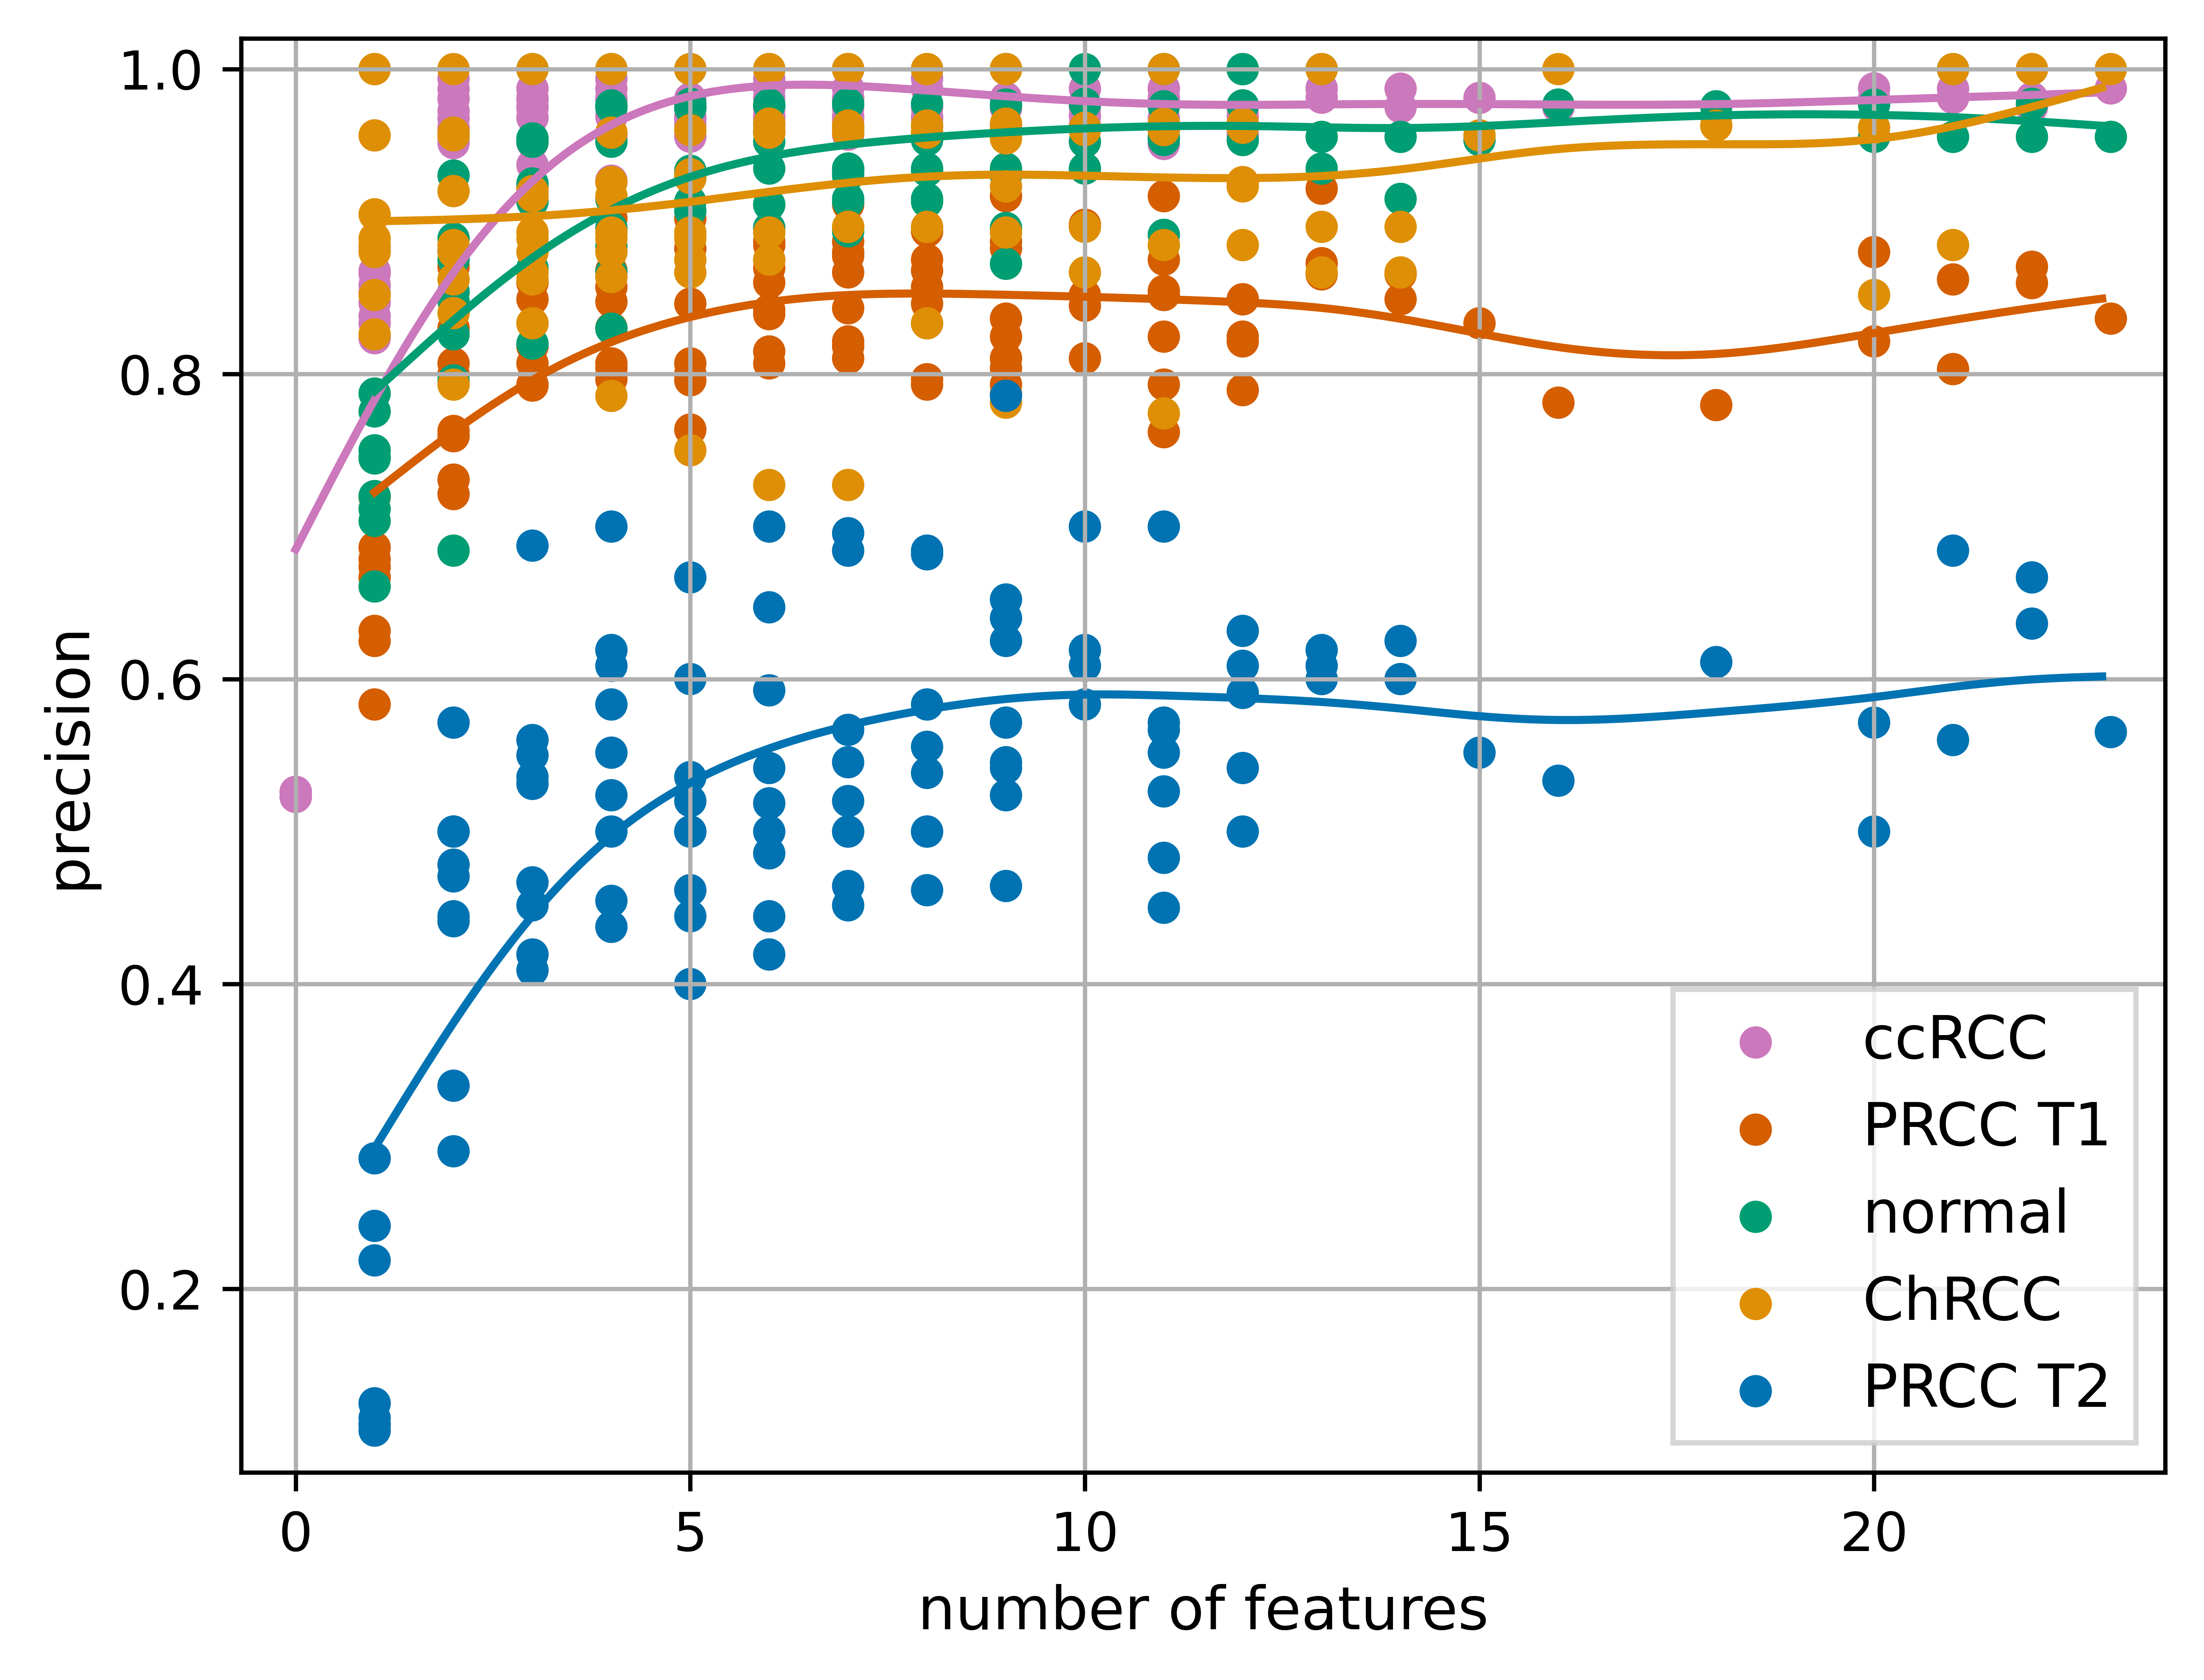 1.0
0.8
0.6
0.4
0.2
precision
0
5
10
15
20
number of features
ccRCC
PRCC T1
normal
ChRCC
PRCC T2